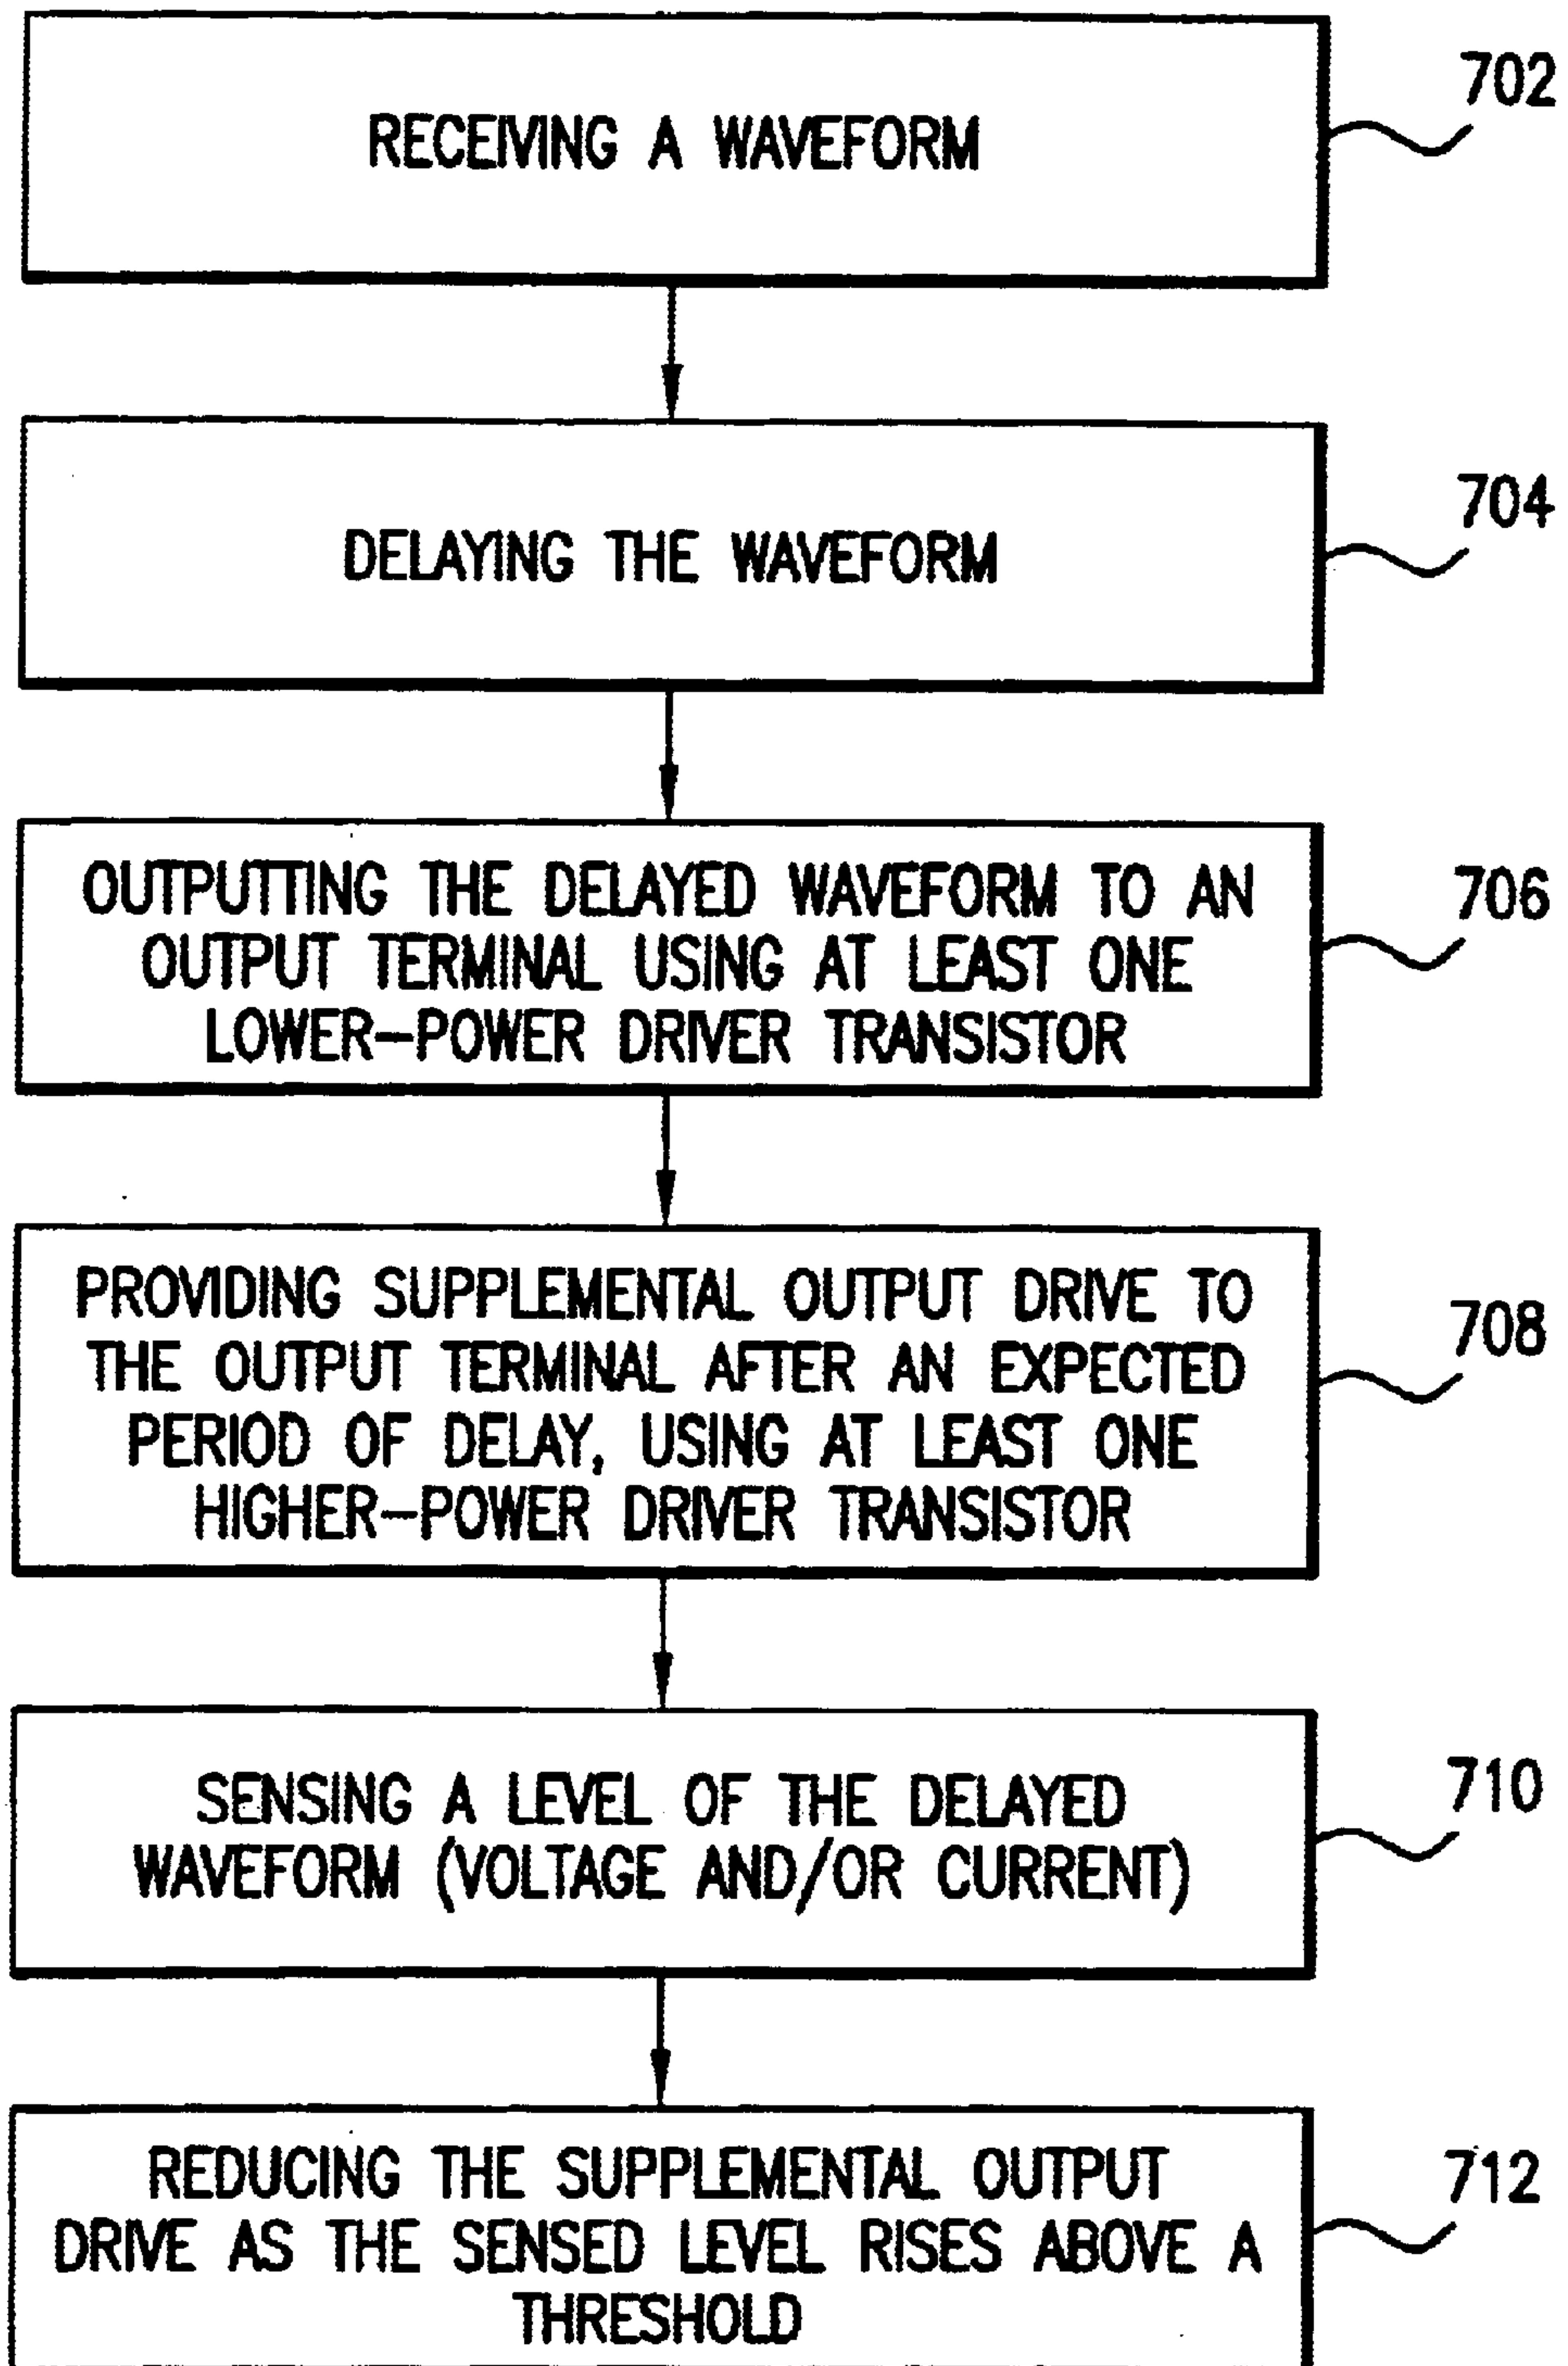 RECEIVING A WAVEFORM
702
DELAYING THE WAVEFORM
704
OUTPUTTING THE DELAYED WAVEFORM TO AN
OUTPUT TERMINAL USING AT LEAST ONE
LOWER-POWER DRIVER TRANSISTOR
706
PROVIDING SUPPLEMENTAL OUTPUT DRIVE TO
THE OUTPUT TERMINAL AFTER AN EXPECTED
PERIOD OF DELAY, USING AT LEAST ONE
HIGHER-POWER DRIVER TRANSISTOR
708
SENSING A LEVEL OF THE DELAYED
WAVEFORM (VOLTAGE AND/OR CURRENT)
710
REDUCING THE SUPPLEMENTAL OUTPUT
DRIVE AS THE SENSED LEVEL RISES ABOVE A
THRESHOLD
712